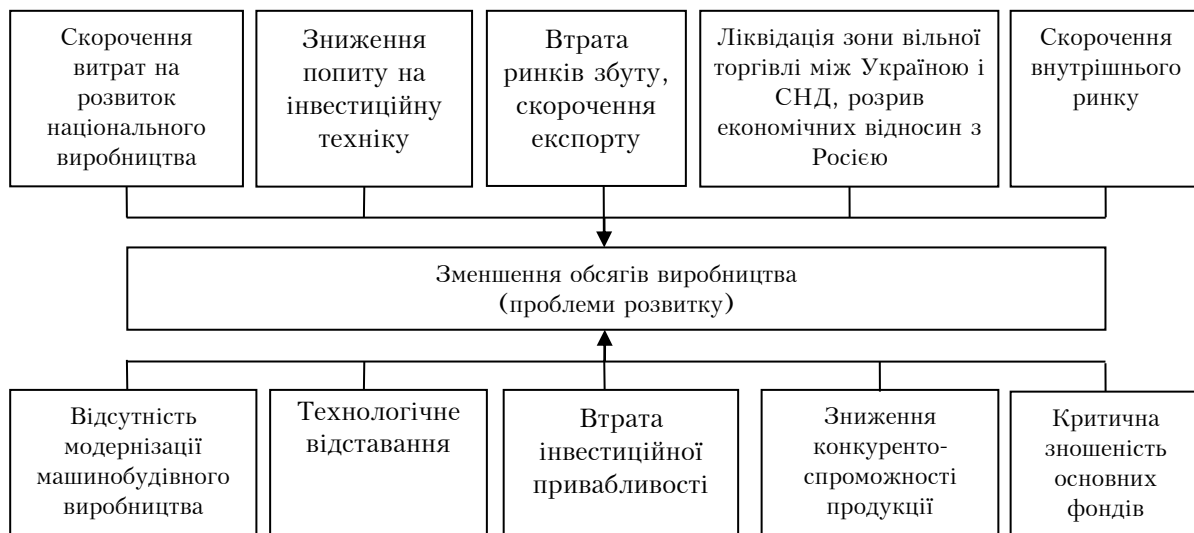 Скорочення
витрат на
розвиток
національного
виробництва
Зниження
попиту на
інвестиційну
техніку
Втрата
ринків збуту,
скорочення
експорту
Ліквідація зони вільної
торгівлі між Україною і
СНД, розрив
економічних відносин з
Росією
Скорочення
внутрішнього
ринку
Зменшення обсягів виробництва
(проблеми розвитку)
Відсутність
модернізації
машинобудівного
виробництва
Технологічне
відставання
Втрата
інвестиційної
привабливості
Зниження
конкуренто-
спроможності
продукції
Критична
зношеність
основних
фондів